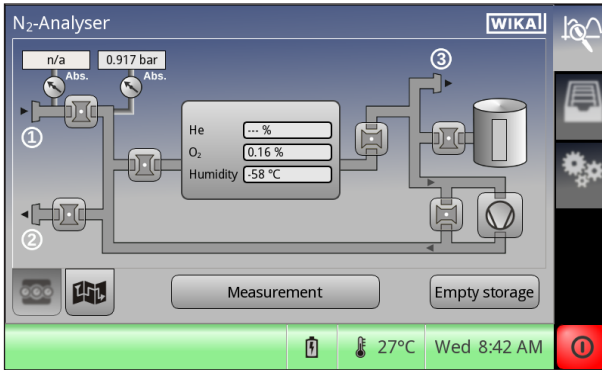 N₂-Analyser
WIKA
n/a
0.917 bar
Abs.
Abs.
3
1
He
--- %
O₂
0.16 %
Humidity
-58 °C
2
Measurement
Empty storage
27°C
Wed 8:42 AM